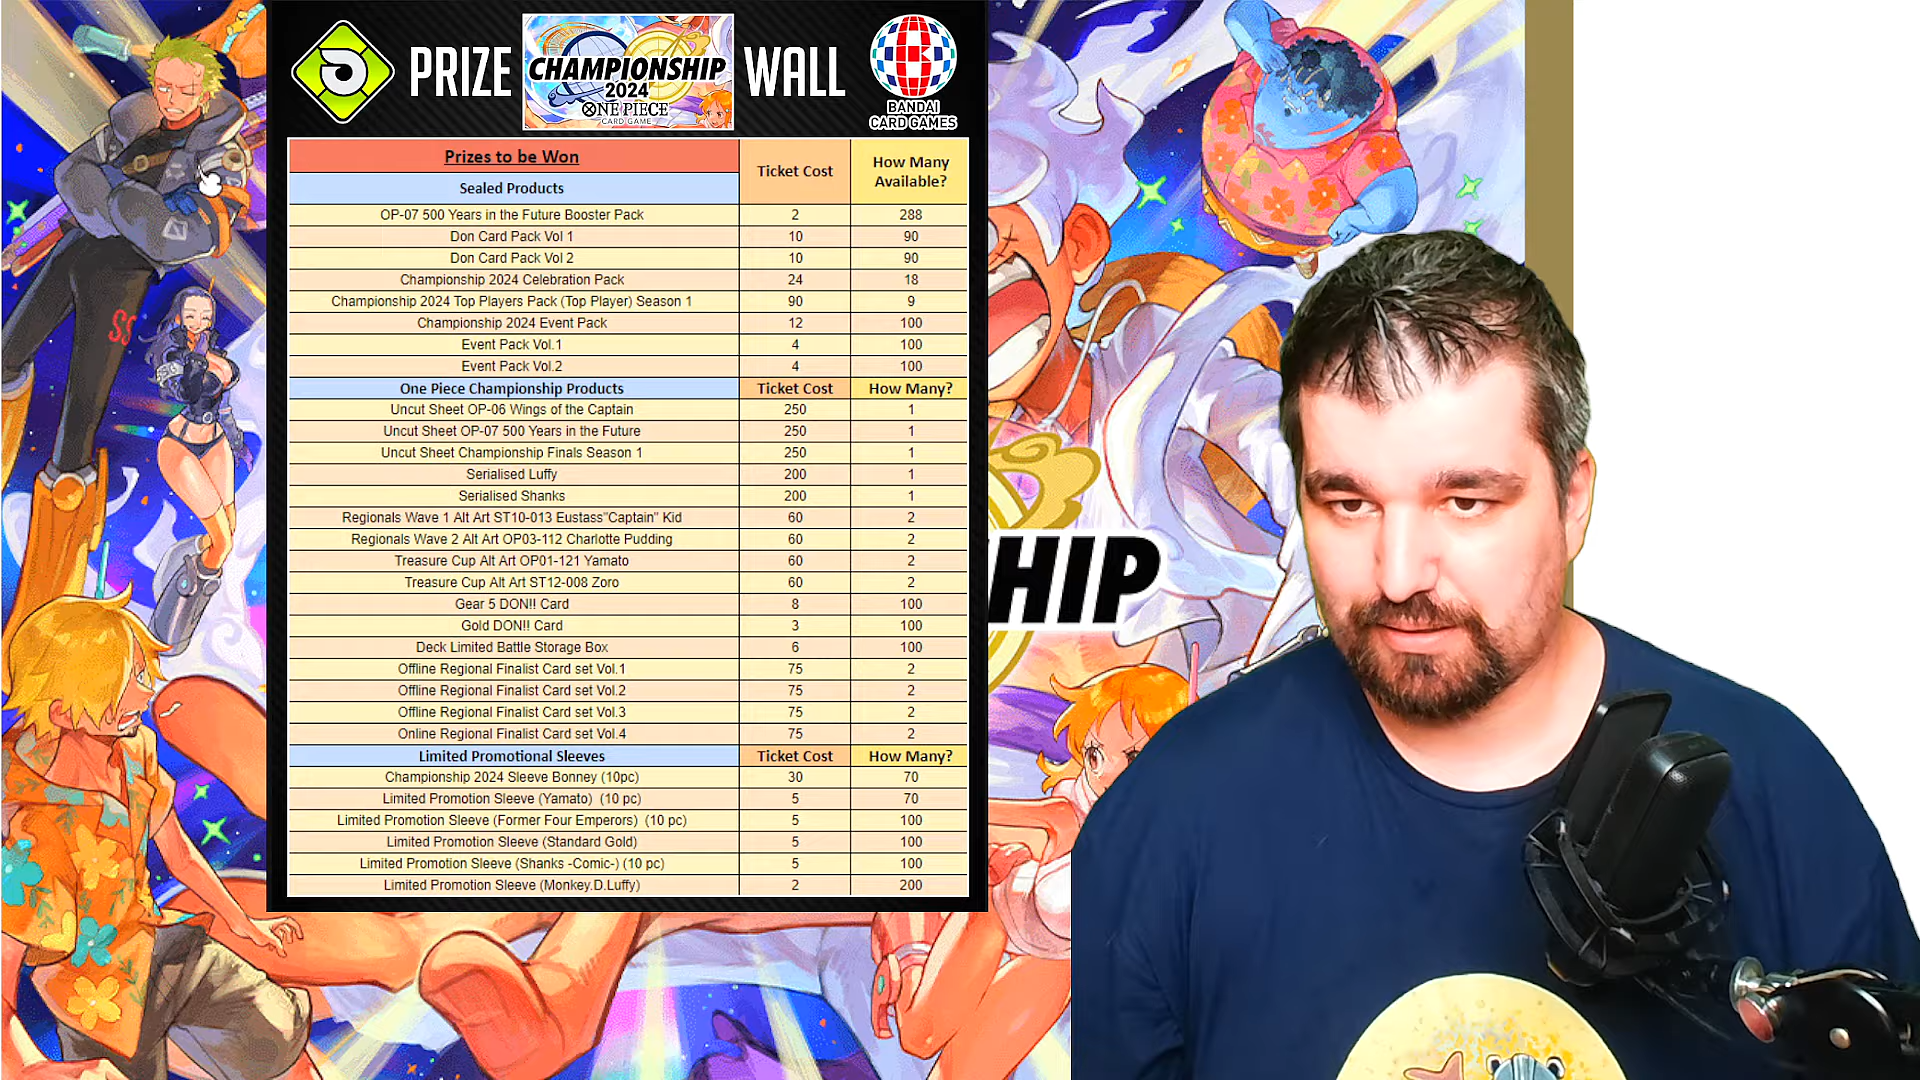 PRIZE CHAMPIONSHIP 2024 ONE PIECE CARD GAME WALL BANDAI CARD GAMES
Prizes to be Won Ticket Cost How Many Available?
Sealed Products
OP-07 500 Years in the Future Booster Pack 2 288
Don Card Pack Vol 1 10 90
Don Card Pack Vol 2 10 90
Championship 2024 Celebration Pack 24 18
Championship 2024 Top Players Pack (Top Player) Season 1 90 9
Championship 2024 Event Pack 12 100
Event Pack Vol.1 4 100
Event Pack Vol.2 4 100
One Piece Championship Products Ticket Cost How Many?
Uncut Sheet OP-06 Wings of the Captain 250 1
Uncut Sheet OP-07 500 Years in the Future 250 1
Uncut Sheet Championship Finals Season 1 250 1
Serialised Luffy 200 1
Serialised Shanks 200 1
Regionals Wave 1 Alt Art ST10-013 Eustass"Captain" Kid 60 2
Regionals Wave 2 Alt Art OP03-112 Charlotte Pudding 60 2
Treasure Cup Alt Art OP01-121 Yamato 60 2
Treasure Cup Alt Art ST12-008 Zoro 60 2
Gear 5 DON!! Card 8 100
Gold DON!! Card 3 100
Deck Limited Battle Storage Box 6 100
Offline Regional Finalist Card set Vol.1 75 2
Offline Regional Finalist Card set Vol.2 75 2
Offline Regional Finalist Card set Vol.3 75 2
Online Regional Finalist Card set Vol.4 75 2
Limited Promotional Sleeves Ticket Cost How Many?
Championship 2024 Sleeve Bonney (10pc) 30 70
Limited Promotion Sleeve (Yamato) (10 pc) 5 70
Limited Promotion Sleeve (Former Four Emperors) (10 pc) 5 100
Limited Promotion Sleeve (Standard Gold) 5 100
Limited Promotion Sleeve (Shanks -Comic-) (10 pc) 5 100
Limited Promotion Sleeve (Monkey.D.Luffy) 2 200
HIP